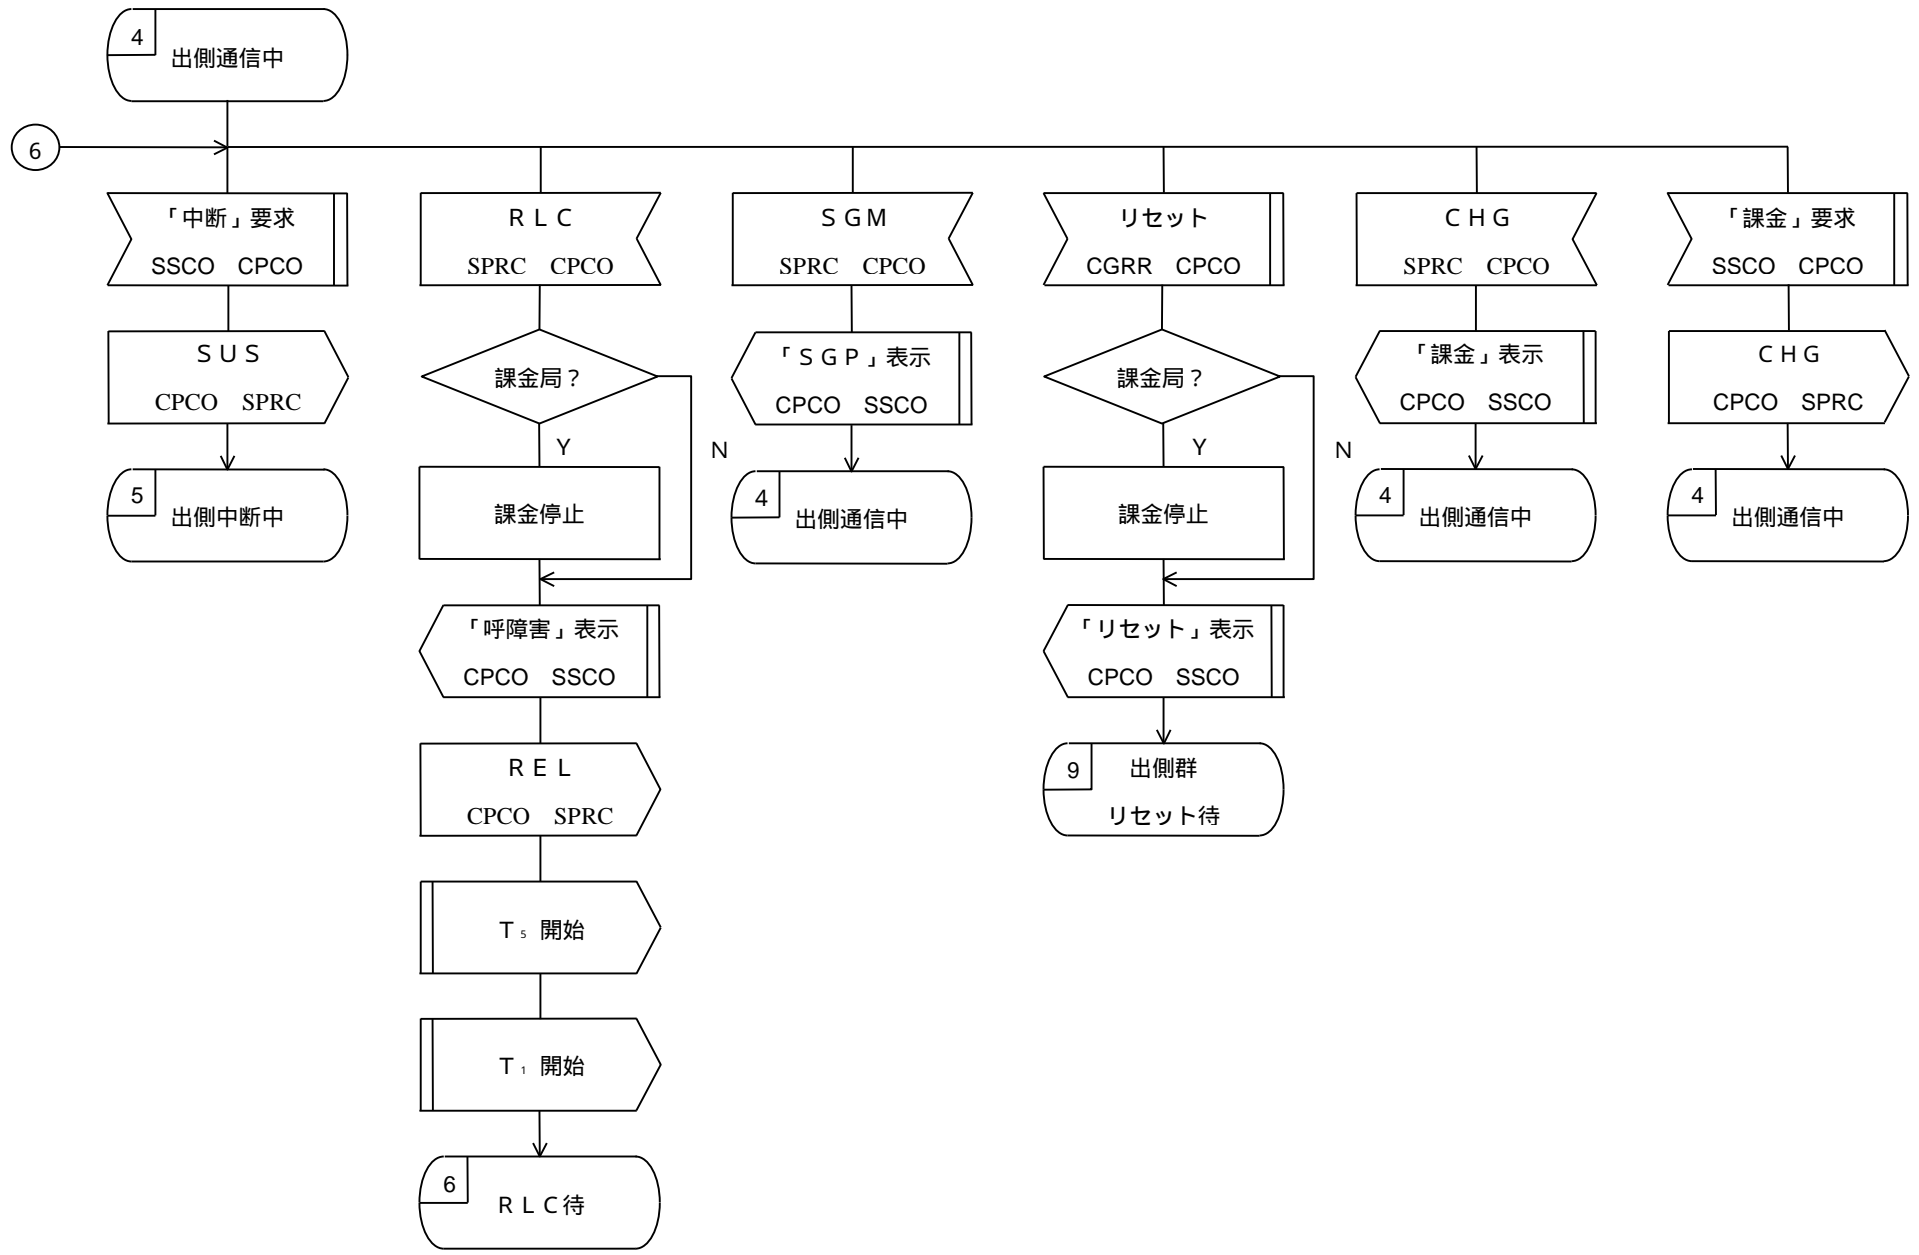 4
出側通信中
6
「中断」要求
SSCO CPCO
ＲＬＣ
SPRC CPCO
ＳＧＭ
SPRC CPCO
リセット
CGRR CPCO
ＣＨＧ
SPRC CPCO
「課金」要求
SSCO CPCO
ＳＵＳ
CPCO SPRC
課金局？
「ＳＧＰ」表示
CPCO SSCO
課金局？
「課金」表示
CPCO SSCO
ＣＨＧ
CPCO SPRC
Y
N
Y
N
5
出側中断中
課金停止
4
出側通信中
課金停止
4
出側通信中
4
出側通信中
「呼障害」表示
CPCO SSCO
「リセット」表示
CPCO SSCO
ＲＥＬ
CPCO SPRC
9
出側群
リセット待
Ｔ₅ 開始
Ｔ₁ 開始
6
ＲＬＣ待